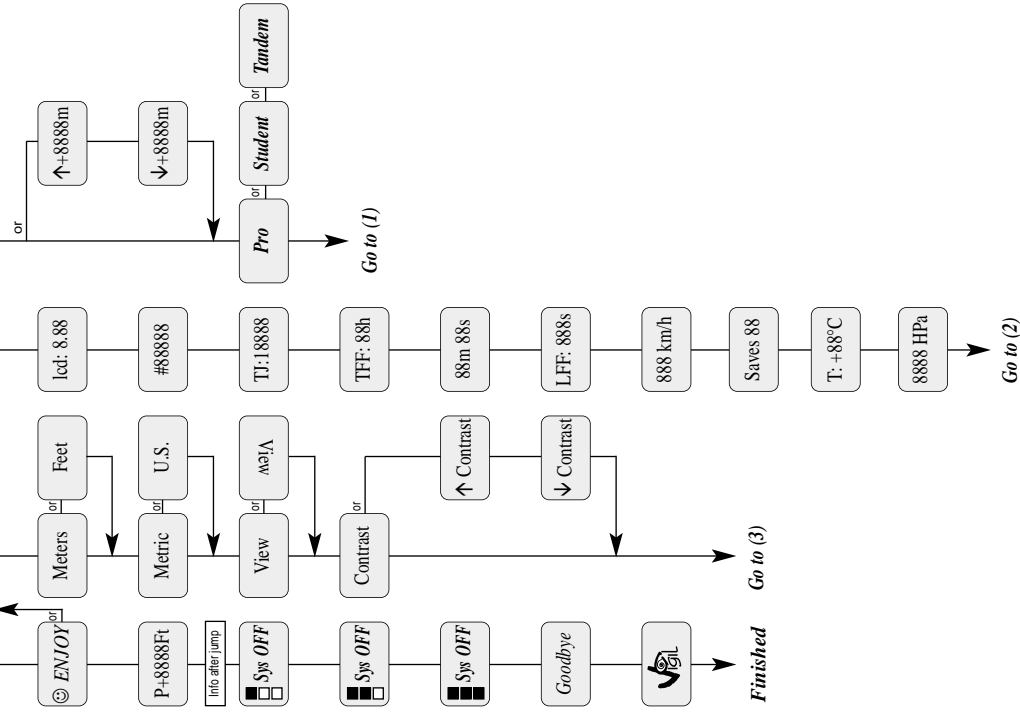 ☺ ENJOY
or
P+8888Ft
Info after jump
■□□ Sys OFF
■■□ Sys OFF
■■■ Sys OFF
Goodbye
Vigil
Finished
Meters
or
Feet
Metric
or
U.S.
View
or
View
Contrast
or
↑ Contrast
↓ Contrast
Go to (3)
lcd: 8.88
#88888
TJ:18888
TFF: 88h
88m 88s
LFF: 888s
888 km/h
Saves 88
T: +88°C
8888 HPa
Go to (2)
or
↑+8888m
↓+8888m
Pro
or
Student
or
Tandem
Go to (1)